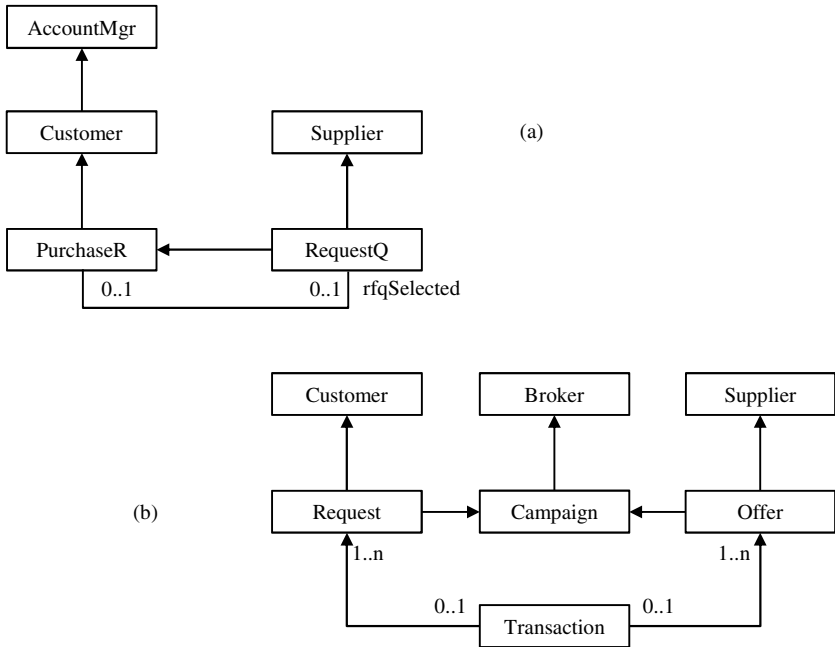 AccountMgr
Customer
Supplier
(a)
PurchaseR
RequestQ
0..1
0..1
rfqSelected
Customer
Broker
Supplier
(b)
Request
Campaign
Offer
1..n
1..n
0..1
0..1
Transaction